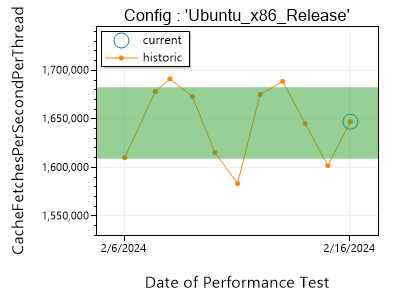 Config : 'Ubuntu_x86_Release'
CacheFetchesPerSecondPerThread
current
historic
1,700,000
1,650,000
1,600,000
1,550,000
2/6/2024
2/16/2024
Date of Performance Test